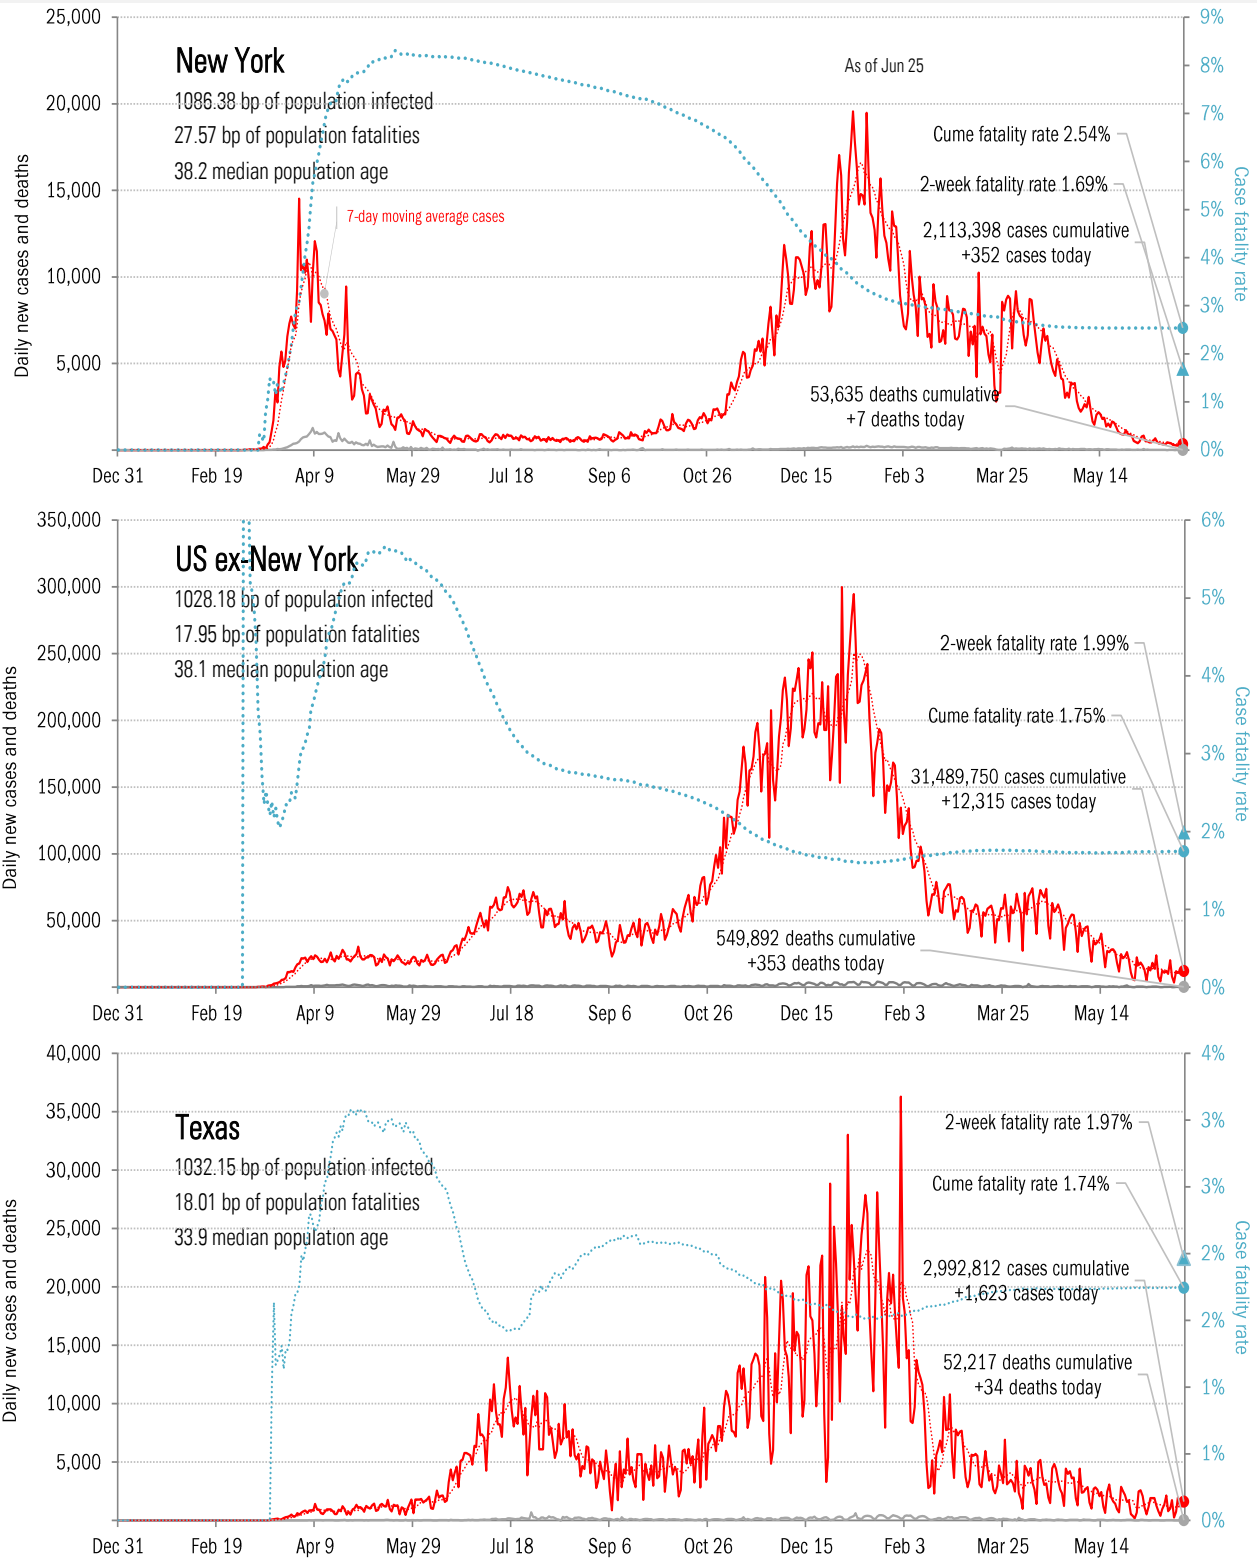 25,000
9%
New York
As of Jun 25
8%
1086.38 bp of population infected
20,000
7%
27.57 bp of population fatalities
Cume fatality rate 2.54%
6%
38.2 median population age
2-week fatality rate 1.69%
15,000
5%
7-day moving average cases
2,113,398 cases cumulative
+352 cases today
4%
10,000
3%
5,000
2%
53,635 deaths cumulative
+7 deaths today
1%
0%
Daily new cases and deaths
Case fatality rate
Dec 31 Feb 19 Apr 9 May 29 Jul 18 Sep 6 Oct 26 Dec 15 Feb 3 Mar 25 May 14
350,000
6%
US ex-New York
300,000
1028.18 bp of population infected
5%
17.95 bp of population fatalities
2-week fatality rate 1.99%
250,000
38.1 median population age
4%
Cume fatality rate 1.75%
200,000
3%
31,489,750 cases cumulative
+12,315 cases today
150,000
2%
100,000
50,000
1%
549,892 deaths cumulative
+353 deaths today
0%
Daily new cases and deaths
Case fatality rate
Dec 31 Feb 19 Apr 9 May 29 Jul 18 Sep 6 Oct 26 Dec 15 Feb 3 Mar 25 May 14
40,000
4%
35,000
3%
Texas
2-week fatality rate 1.97%
1032.15 bp of population infected
30,000
3%
Cume fatality rate 1.74%
18.01 bp of population fatalities
25,000
33.9 median population age
2%
2,992,812 cases cumulative
+1,623 cases today
20,000
2%
15,000
52,217 deaths cumulative
+34 deaths today
1%
10,000
1%
5,000
0%
Daily new cases and deaths
Case fatality rate
Dec 31 Feb 19 Apr 9 May 29 Jul 18 Sep 6 Oct 26 Dec 15 Feb 3 Mar 25 May 14